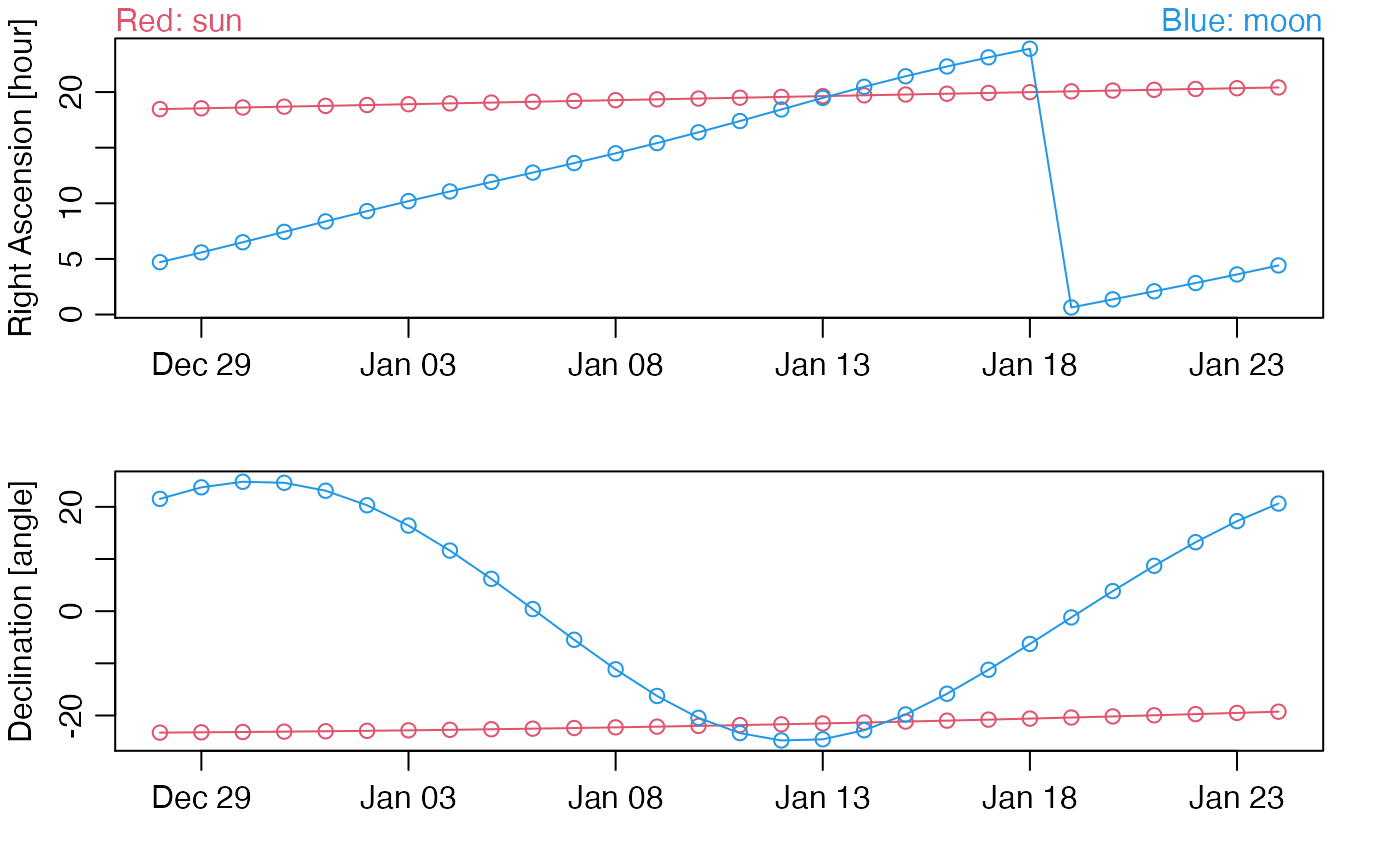 Red: sun
Blue: moon
Right Ascension [hour]
20
10
5
0
Dec 29
Jan 03
Jan 08
Jan 13
Jan 18
Jan 23
Declination [angle]
20
0
-20
Dec 29
Jan 03
Jan 08
Jan 13
Jan 18
Jan 23